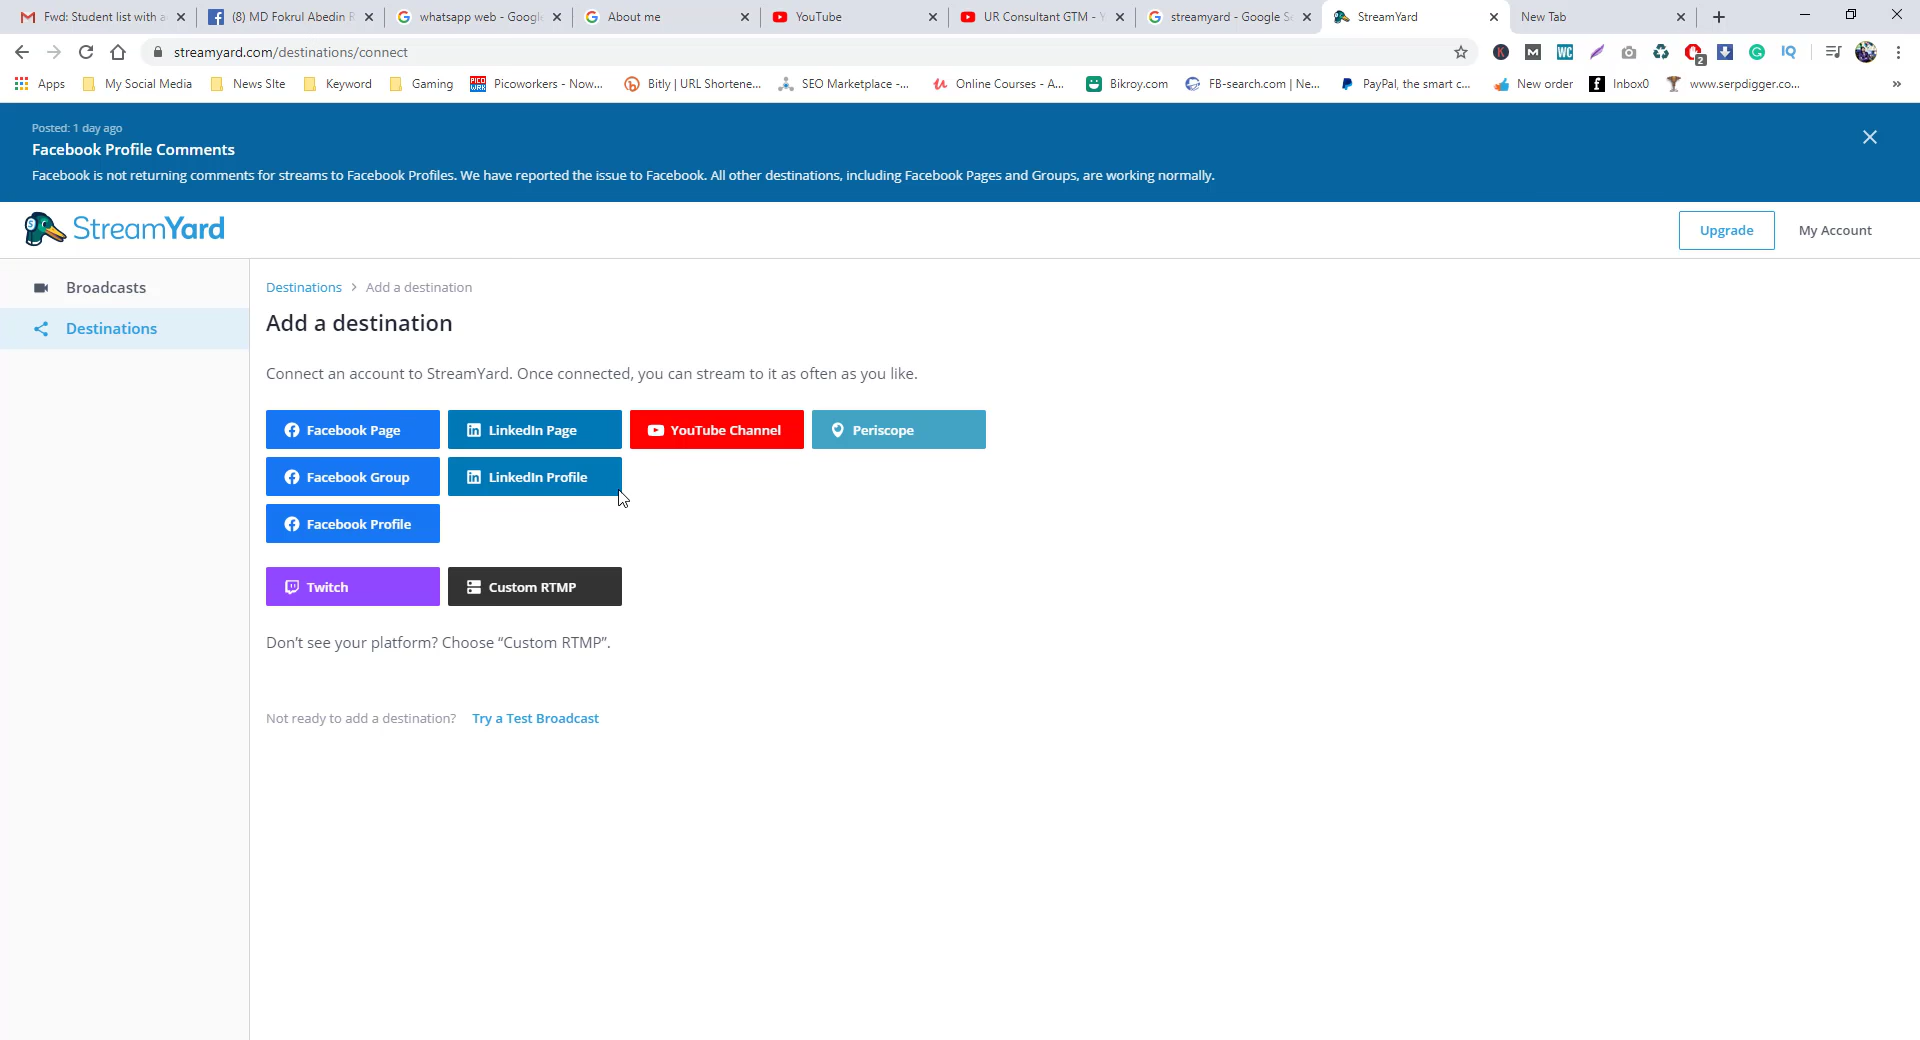 Fwd: Student list with a
(8) MD Fokrul Abedin R
whatsapp web - Google
About me
YouTube
UR Consultant GTM - Y
streamyard - Google Se
StreamYard
New Tab
streamyard.com/destinations/connect
2
Apps
My Social Media
News SIte
Keyword
Gaming
Picoworkers - Now...
Bitly | URL Shortene...
SEO Marketplace -...
Online Courses - A...
Bikroy.com
FB-search.com | Ne...
PayPal, the smart c...
New order
Inbox0
www.serpdigger.co...
Posted: 1 day ago
Facebook Profile Comments
Facebook is not returning comments for streams to Facebook Profiles. We have reported the issue to Facebook. All other destinations, including Facebook Pages and Groups, are working normally.
StreamYard
Upgrade
My Account
Broadcasts
Destinations
Destinations > Add a destination
Add a destination
Connect an account to StreamYard. Once connected, you can stream to it as often as you like.
Facebook Page
LinkedIn Page
YouTube Channel
Periscope
Facebook Group
LinkedIn Profile
Facebook Profile
Twitch
Custom RTMP
Don’t see your platform? Choose “Custom RTMP”.
Not ready to add a destination? Try a Test Broadcast